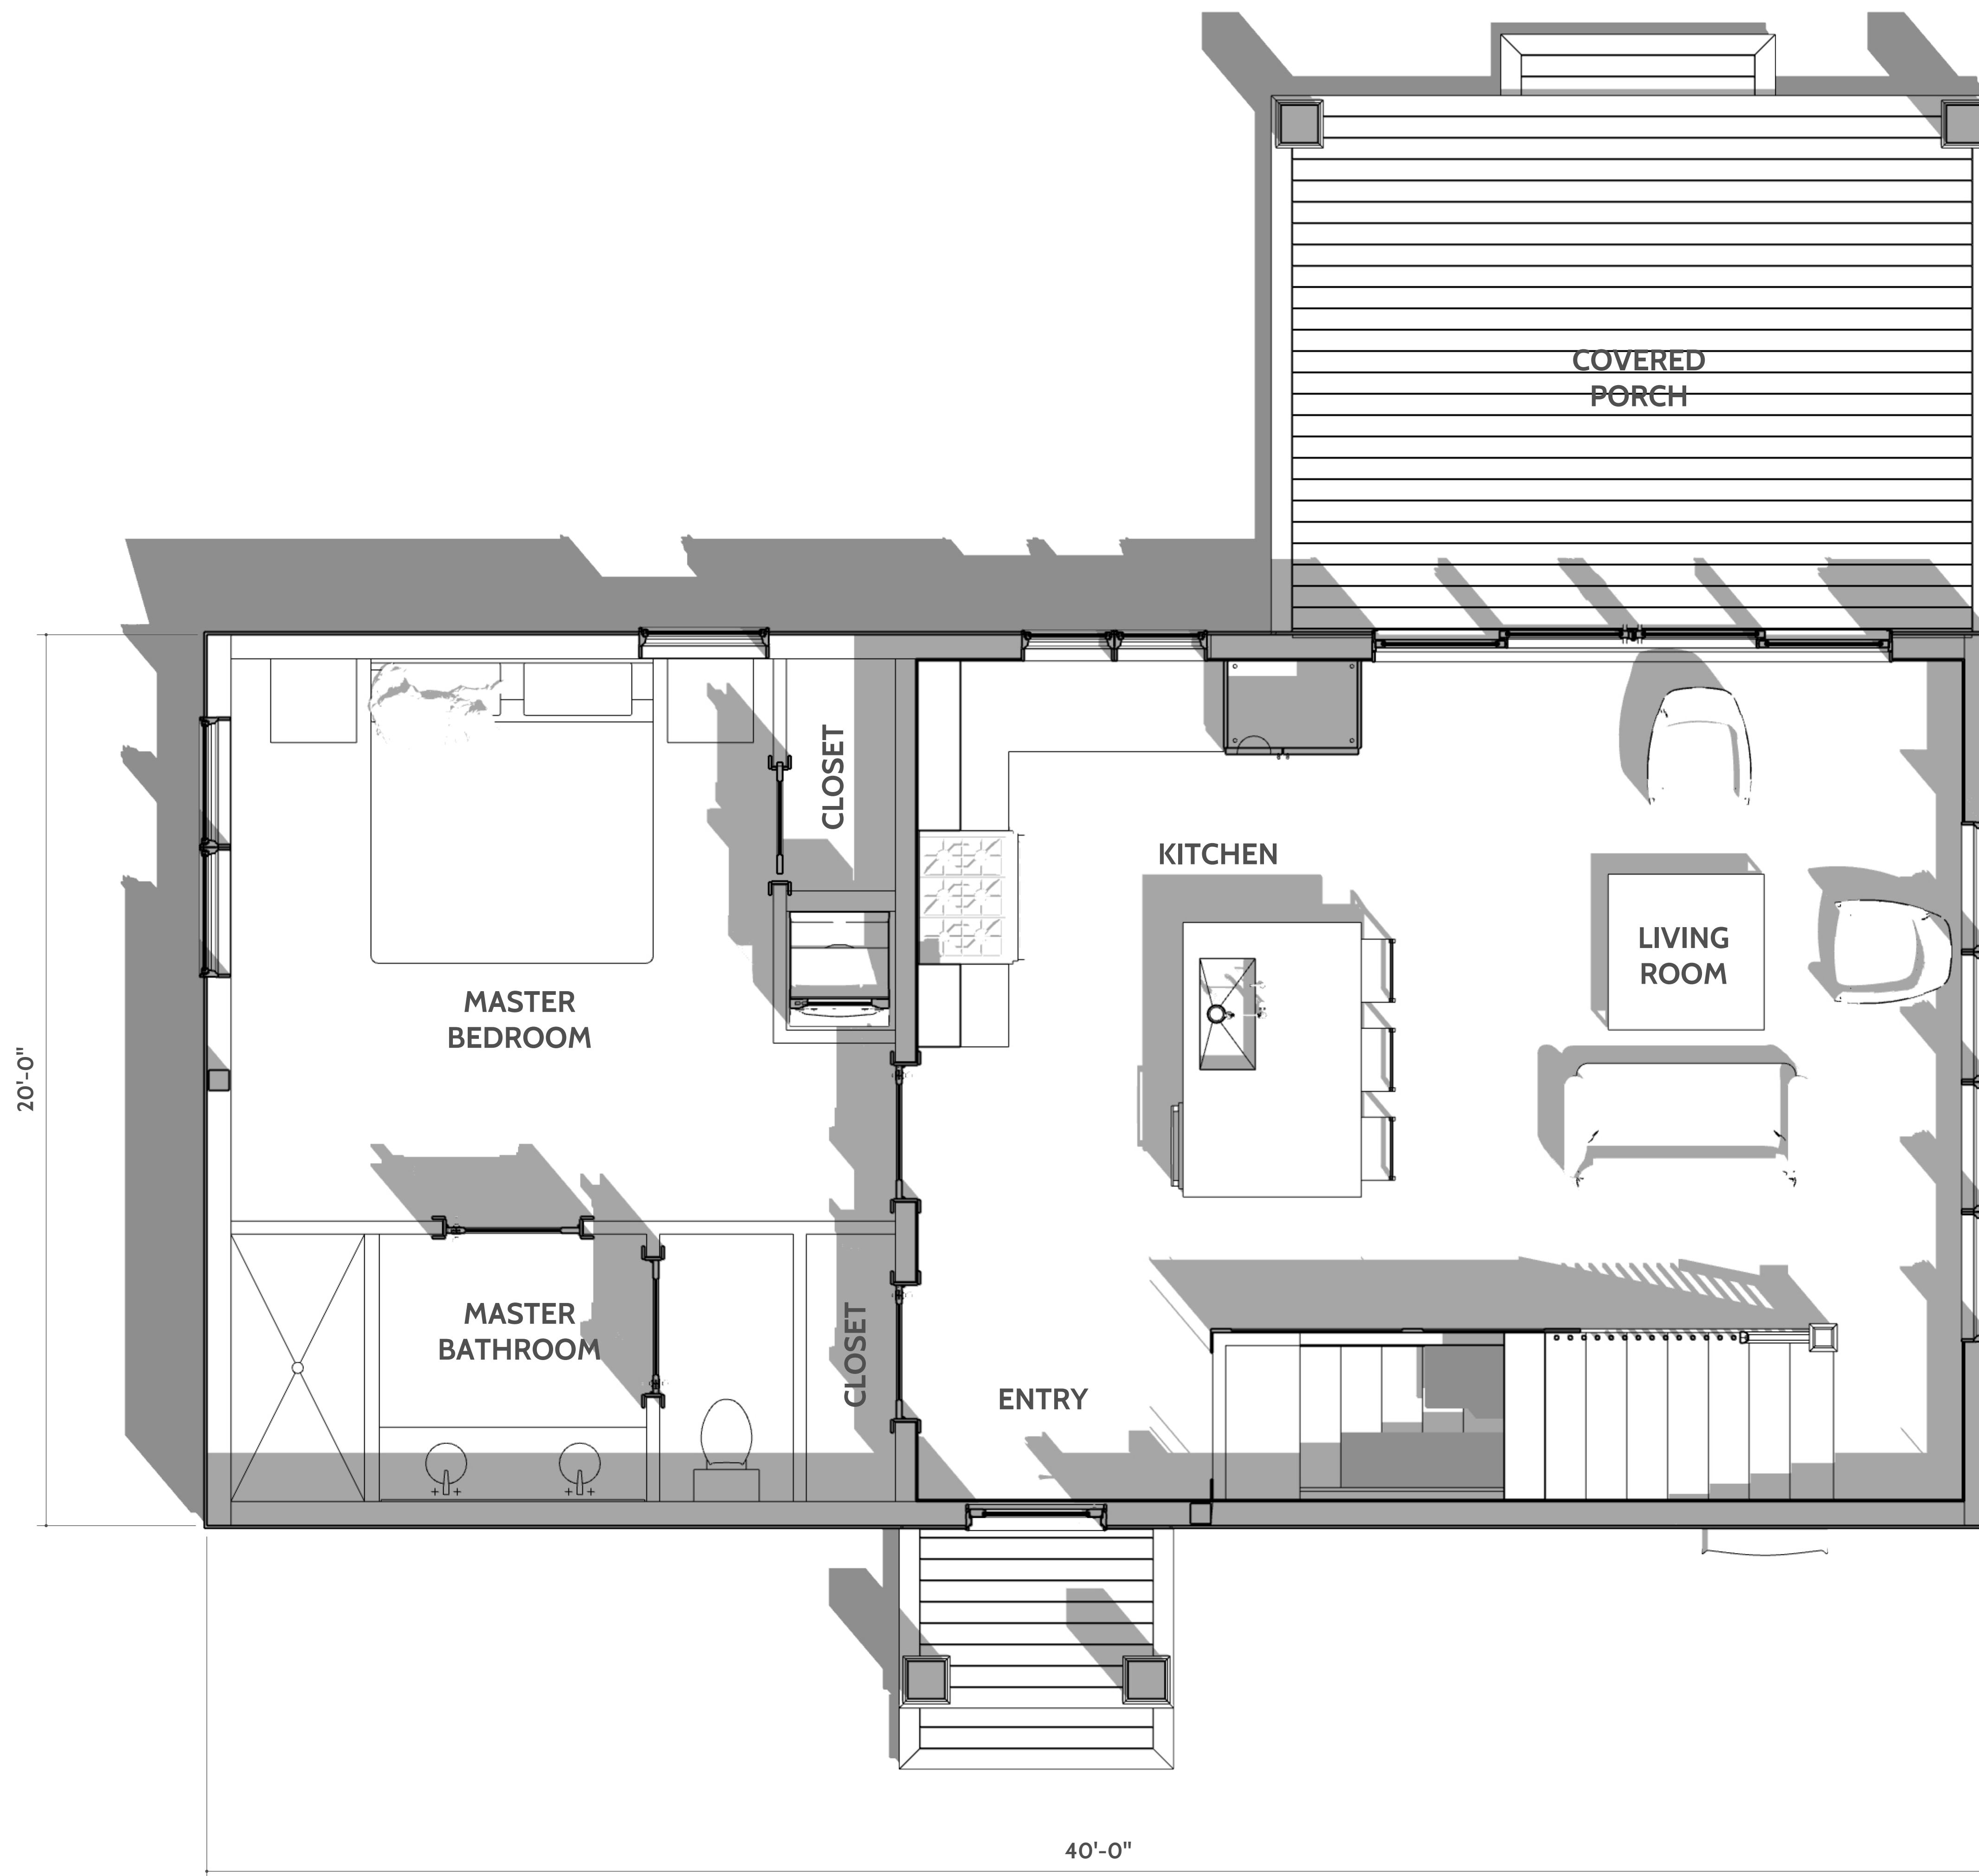 COVERED
PORCH
CLOSET
KITCHEN
LIVING
ROOM
MASTER
BEDROOM
20'-0"
MASTER
BATHROOM
CLOSET
ENTRY
40'-0"